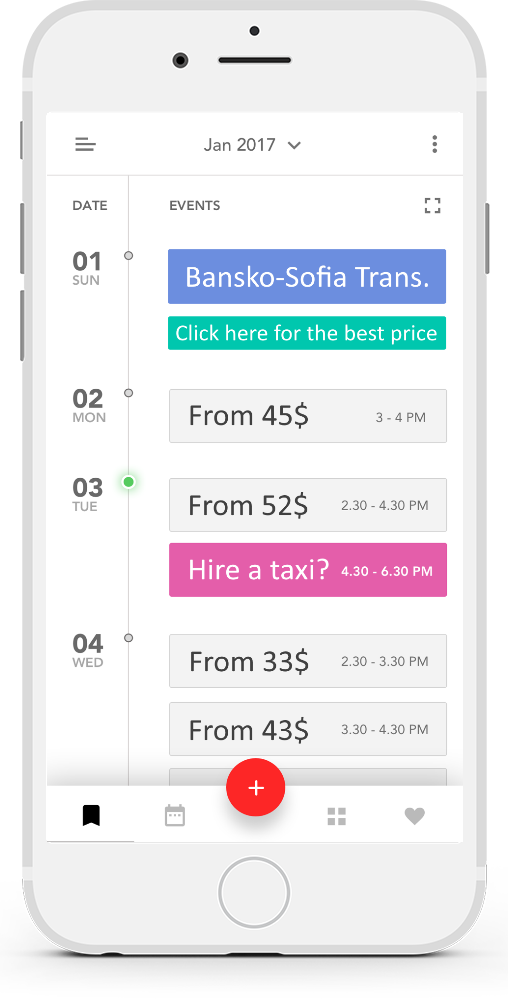 Jan 2017
DATE EVENTS
01 Bansko-Sofia Trans.
SUN
Click here for the best price
02 From 45$ 3 - 4 PM
MON
03 From 52$ 2.30 - 4.30 PM
TUE
Hire a taxi? 4.30 - 6.30 PM
04 From 33$ 2.30 - 3.30 PM
WED
From 43$ 3.30 - 4.30 PM